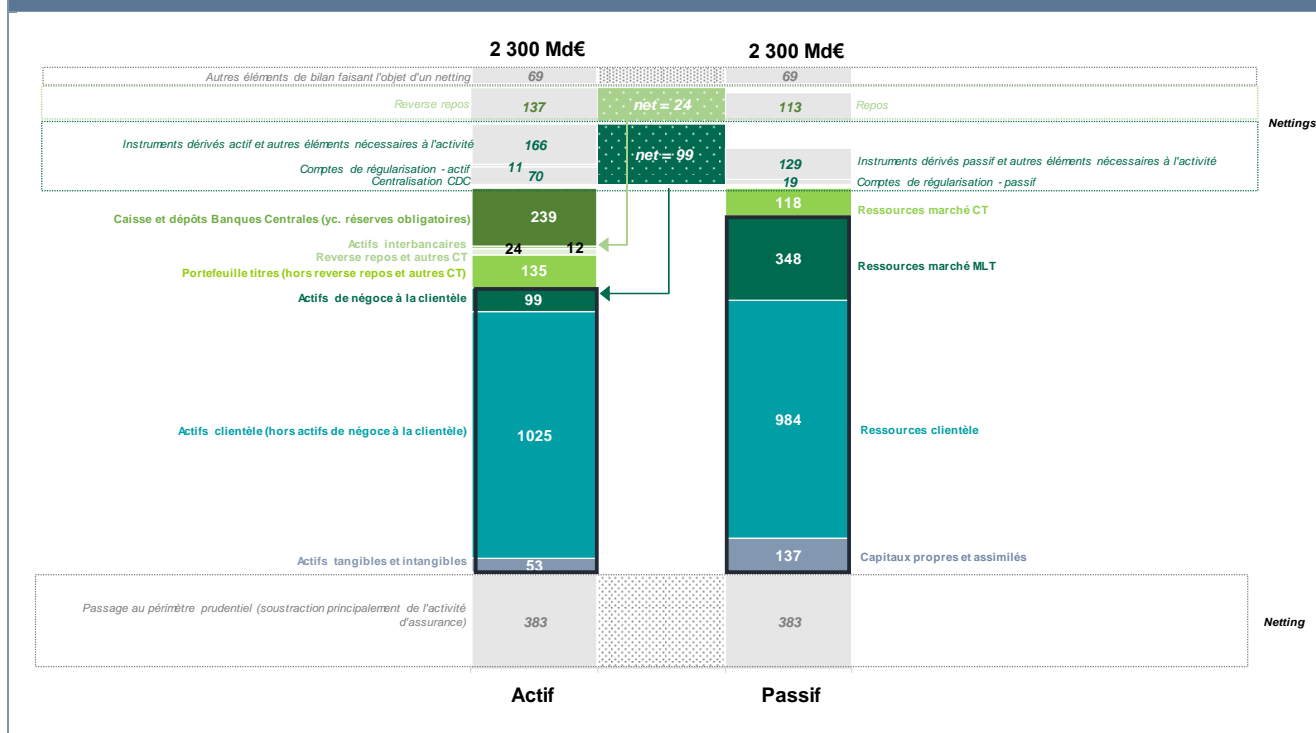 2 300 Md€ 2 300 Md€
Autres éléments de bilan faisant l'objet d'un netting 69 69
Reverse repos 137 net = 24 113 Repos
Nettings
Instruments dérivés actif et autres éléments nécessaires à l'activité 166 net = 99 129 Instruments dérivés passif et autres éléments nécessaires à l'activité
Comptes de régularisation - actif 11
Centralisation CDC 70 19 Comptes de régularisation - passif
118 Ressources marché CT
Caisse et dépôts Banques Centrales (yc. réserves obligatoires) 239
Actifs interbancaires 24 12
Reverse repos et autres CT
348 Ressources marché MLT
Portefeuille titres (hors reverse repos et autres CT) 135
Actifs de négoce à la clientèle 99
Actifs clientèle (hors actifs de négoce à la clientèle) 1025 984 Ressources clientèle
Actifs tangibles et intangibles 53 137 Capitaux propres et assimilés
Passage au périmètre prudentiel (soustraction principalement de l'activité
d'assurance) 383 383 Netting
Actif Passif